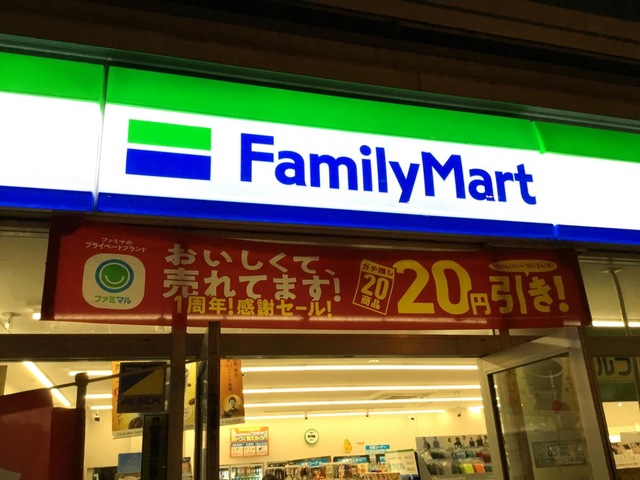 FamilyMart
ファミマの
プライベートブランド
ファミマル
おいしくて、
売れてます!
1周年!感謝セール!
ガチ推し
20
商品
20円引き!